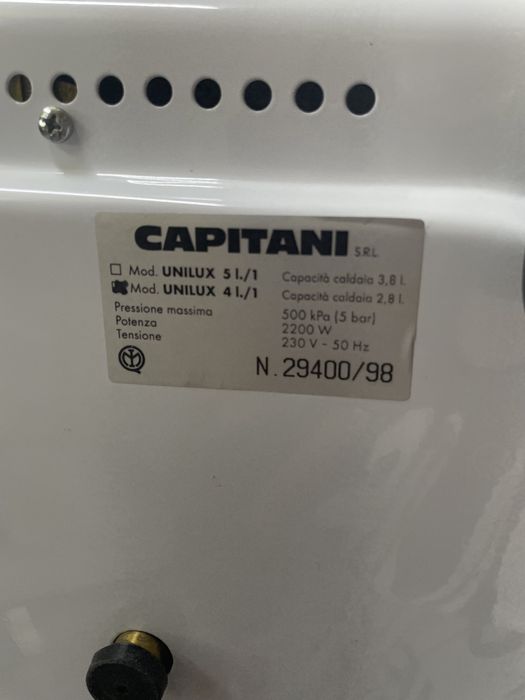 CAPITANI S.R.L.
Mod. UNILUX 5 l./1 Capacità caldaia 3,8 l.
Mod. UNILUX 4 l./1 Capacità caldaia 2,8 l.
Pressione massima 500 kPa (5 bar)
Potenza 2200 W
Tensione 230 V - 50 Hz
N. 29400/98